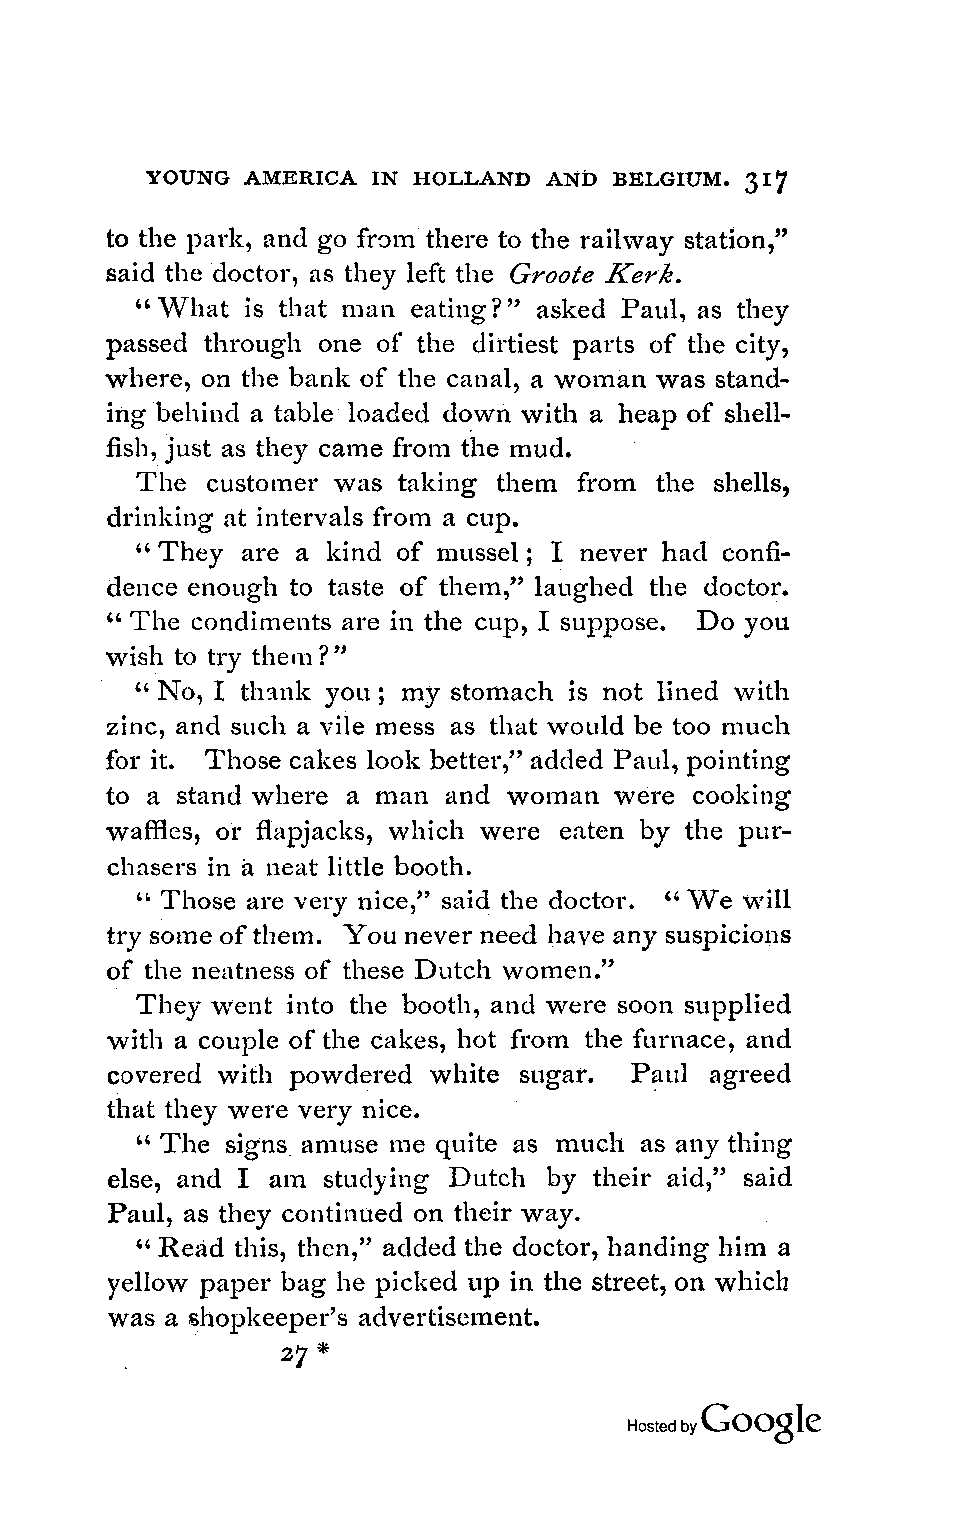 YOUNG AMERICA IN HOLLAND AND BELGIUM. 317
to the park, and go from there to the railway station,”
said the doctor, as they left the Groote Kerk.
“What is that man eating?” asked Paul, as they
passed through one of the dirtiest parts of the city,
where, on the bank of the canal, a woman was stand-
ing behind a table loaded down with a heap of shell-
fish, just as they came from the mud.
The customer was taking them from the shells,
drinking at intervals from a cup.
“They are a kind of mussel; I never had confi-
dence enough to taste of them,” laughed the doctor.
“The condiments are in the cup, I suppose. Do you
wish to try them?”
“No, I thank you; my stomach is not lined with
zinc, and such a vile mess as that would be too much
for it. Those cakes look better,” added Paul, pointing
to a stand where a man and woman were cooking
waffles, or flapjacks, which were eaten by the pur-
chasers in a neat little booth.
“Those are very nice,” said the doctor. “We will
try some of them. You never need have any suspicions
of the neatness of these Dutch women.”
They went into the booth, and were soon supplied
with a couple of the cakes, hot from the furnace, and
covered with powdered white sugar. Paul agreed
that they were very nice.
“The signs amuse me quite as much as any thing
else, and I am studying Dutch by their aid,” said
Paul, as they continued on their way.
“Read this, then,” added the doctor, handing him a
yellow paper bag he picked up in the street, on which
was a shopkeeper’s advertisement.
27*
Hosted by Google